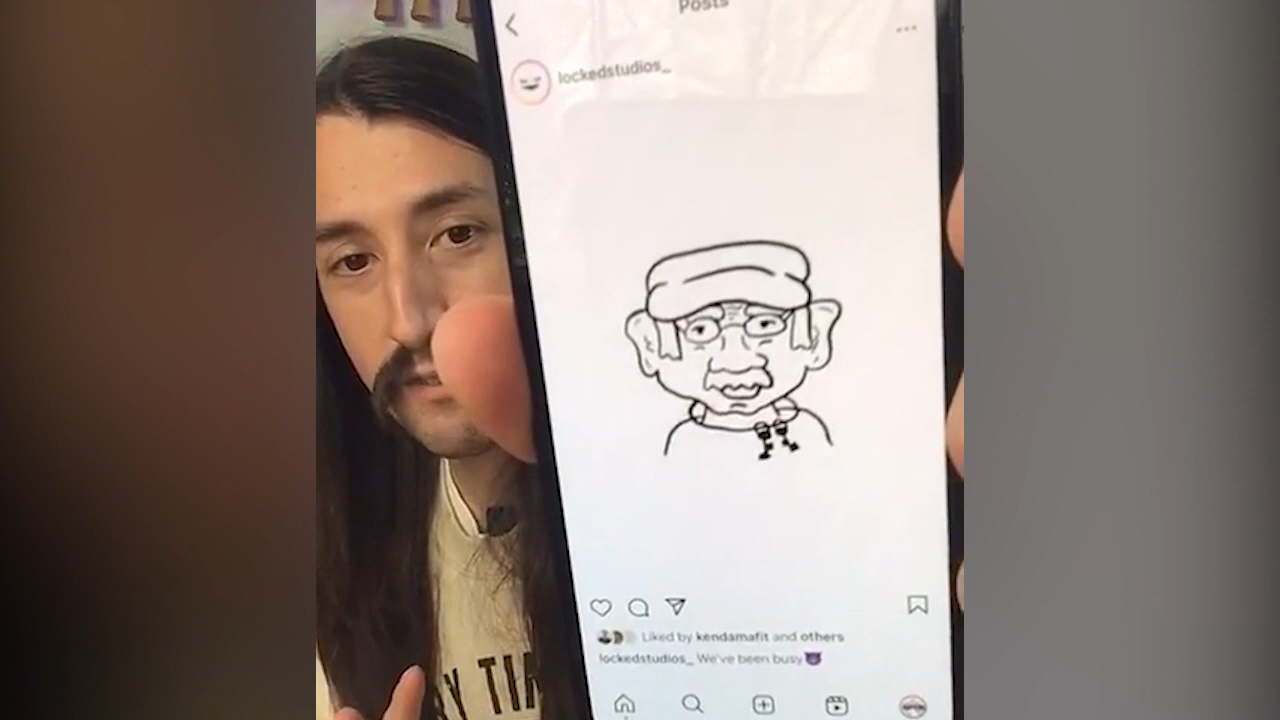 Posts
lockedstudios_
Liked by kendamafit and others
lockedstudios_ We've been busy😈